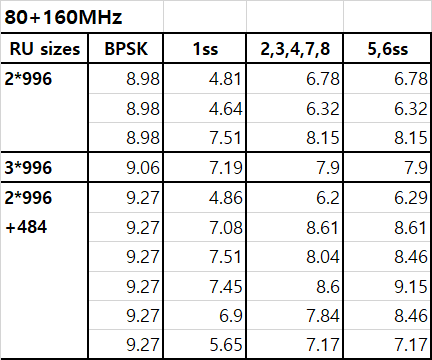 80+160MHz
RU sizes BPSK 1ss 2,3,4,7,8 5,6ss
2*996 8.98 4.81 6.78 6.78
8.98 4.64 6.32 6.32
8.98 7.51 8.15 8.15
3*996 9.06 7.19 7.9 7.9
2*996 9.27 4.86 6.2 6.29
+484 9.27 7.08 8.61 8.61
9.27 7.51 8.04 8.46
9.27 7.45 8.6 9.15
9.27 6.9 7.84 8.46
9.27 5.65 7.17 7.17